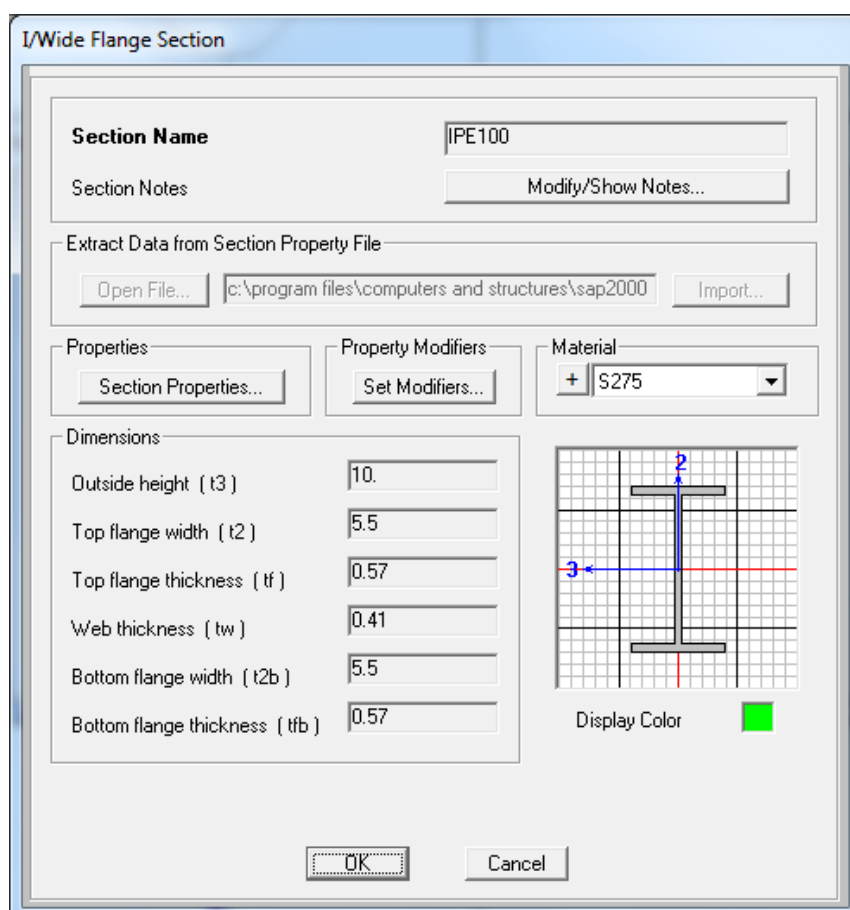 I/Wide Flange Section
Section Name IPE100
Section Notes Modify/Show Notes...
Extract Data from Section Property File
Open File... c:\program files\computers and structures\sap2000 Import...
Properties Property Modifiers Material
Section Properties... Set Modifiers... + S275
Dimensions
Outside height ( t3 ) 10.
Top flange width ( t2 ) 5.5
Top flange thickness ( tf ) 0.57
Web thickness ( tw ) 0.41
Bottom flange width ( t2b ) 5.5
Bottom flange thickness ( tfb ) 0.57
2
3
Display Color
OK Cancel